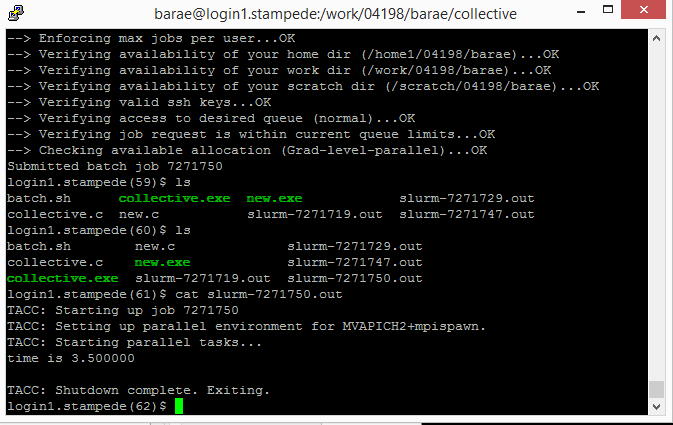 barae@login1.stampede:/work/04198/barae/collective
--> Enforcing max jobs per user...OK
--> Verifying availability of your home dir (/home1/04198/barae)...OK
--> Verifying availability of your work dir (/work/04198/barae)...OK
--> Verifying availability of your scratch dir (/scratch/04198/barae)...OK
--> Verifying valid ssh keys...OK
--> Verifying access to desired queue (normal)...OK
--> Verifying job request is within current queue limits...OK
--> Checking available allocation (Grad-level-parallel)...OK
Submitted batch job 7271750
login1.stampede(59)$ ls
batch.sh      collective.exe  new.exe            slurm-7271729.out
collective.c  new.c           slurm-7271719.out  slurm-7271747.out
login1.stampede(60)$ ls
batch.sh        new.c              slurm-7271729.out
collective.c    new.exe            slurm-7271747.out
collective.exe  slurm-7271719.out  slurm-7271750.out
login1.stampede(61)$ cat slurm-7271750.out
TACC: Starting up job 7271750
TACC: Setting up parallel environment for MVAPICH2+mpispawn.
TACC: Starting parallel tasks...
time is 3.500000
TACC: Shutdown complete. Exiting.
login1.stampede(62)$